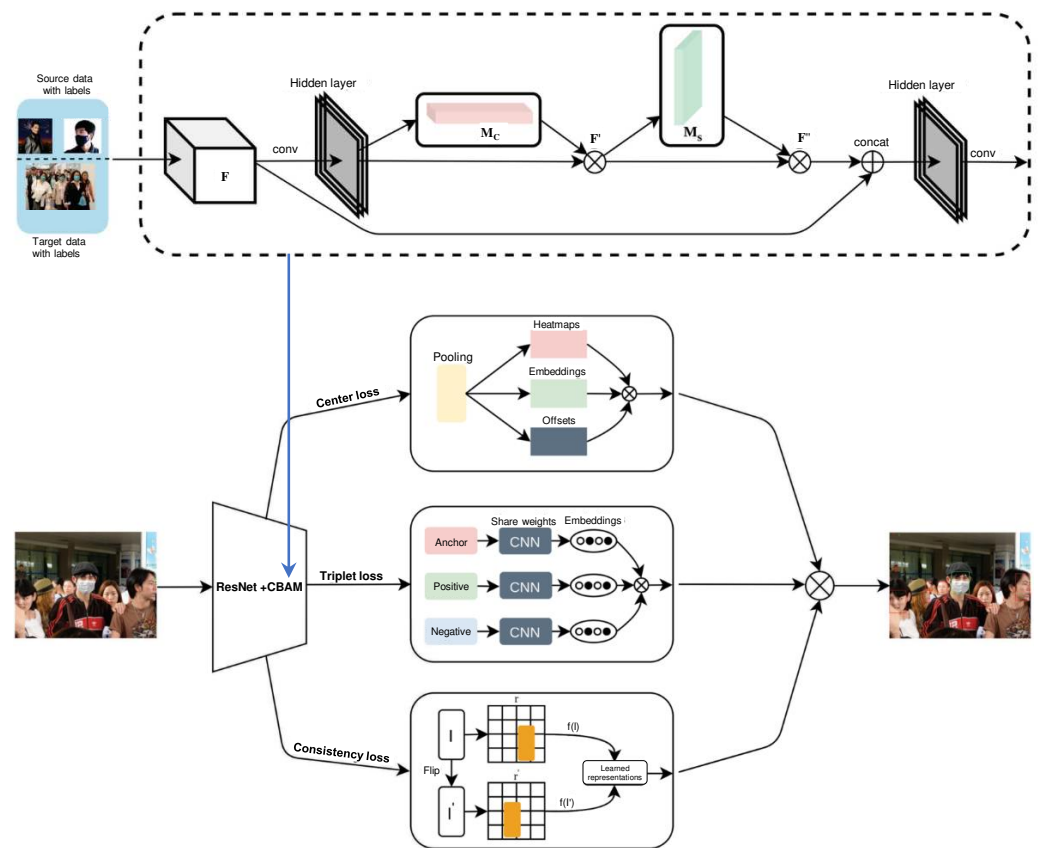 Source data
with labels
Target data
with labels
F
conv
Hidden layer
M_C
F'
M_S
F''
concat
Hidden layer
conv
Center loss
Pooling
Heatmaps
Embeddings
Offsets
ResNet +CBAM
Triplet loss
Share weights
Embeddings
Anchor
CNN
Positive
CNN
Negative
CNN
Consistency loss
I
Flip
I'
r
r'
f(I)
f(I')
Learned
representations